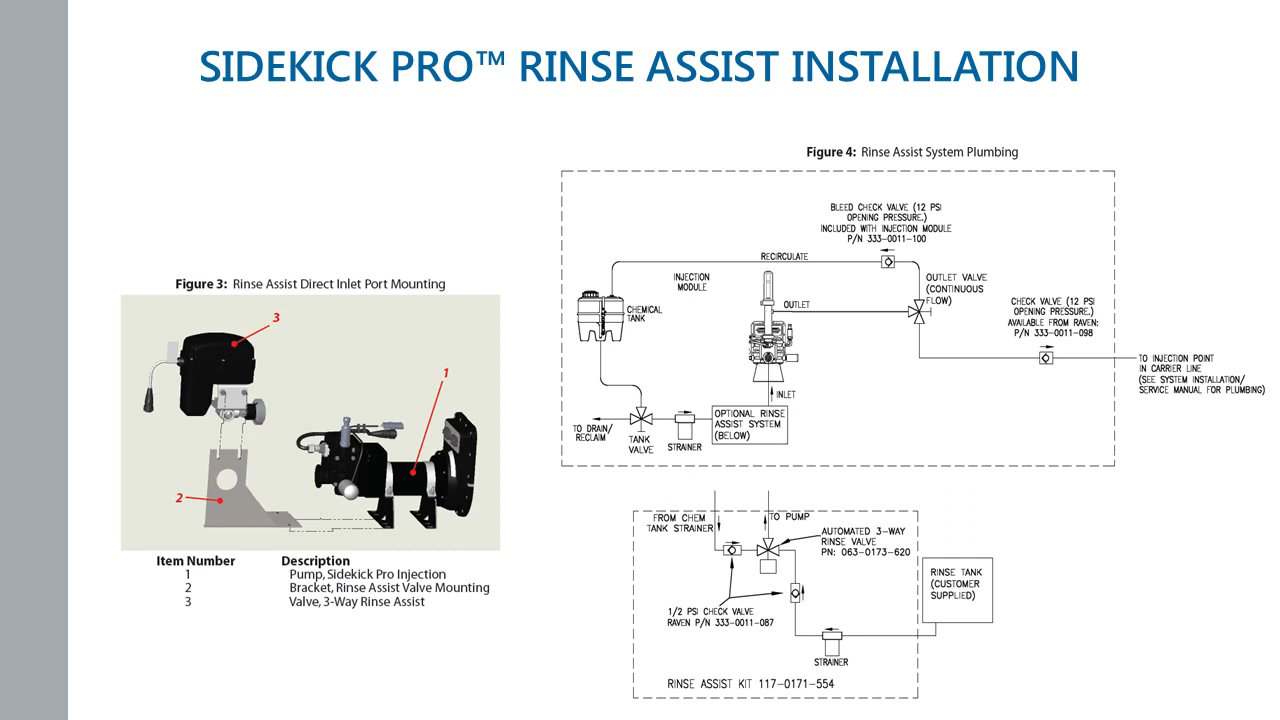 SIDEKICK PRO™ RINSE ASSIST INSTALLATION
Figure 3: Rinse Assist Direct Inlet Port Mounting
3
1
2
Item Number Description
1 Pump, Sidekick Pro Injection
2 Bracket, Rinse Assist Valve Mounting
3 Valve, 3-Way Rinse Assist
Figure 4: Rinse Assist System Plumbing
BLEED CHECK VALVE (12 PSI
OPENING PRESSURE.)
INCLUDED WITH INJECTION MODULE
P/N 333-0011-100
RECIRCULATE
INJECTION
MODULE
OUTLET VALVE
(CONTINUOUS
FLOW)
CHEMICAL
TANK
OUTLET
CHECK VALVE (12 PSI
OPENING PRESSURE.)
AVAILABLE FROM RAVEN:
P/N 333-0011-098
TO INJECTION POINT
IN CARRIER LINE
(SEE SYSTEM INSTALLATION/
SERVICE MANUAL FOR PLUMBING)
INLET
TO DRAIN/
RECLAIM
TANK
VALVE
STRAINER
OPTIONAL RINSE
ASSIST SYSTEM
(BELOW)
FROM CHEM
TANK STRAINER
TO PUMP
AUTOMATED 3-WAY
RINSE VALVE
PN: 063-0173-620
RINSE TANK
(CUSTOMER
SUPPLIED)
1/2 PSI CHECK VALVE
RAVEN P/N 333-0011-087
STRAINER
RINSE ASSIST KIT 117-0171-554